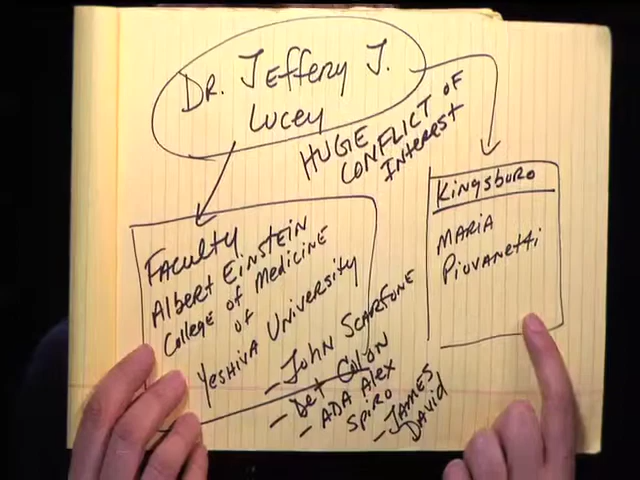 DR. Jeffery J.
Lucey
HUGE
CONFLICT OF
Interest
Faculty
Albert Einstein
College of Medicine
of
Yeshiva University
- John Scarfone
- Det Colon
- ADA Alex
Spiro
- James
David
Kingsboro
MARIA
Piovanetti